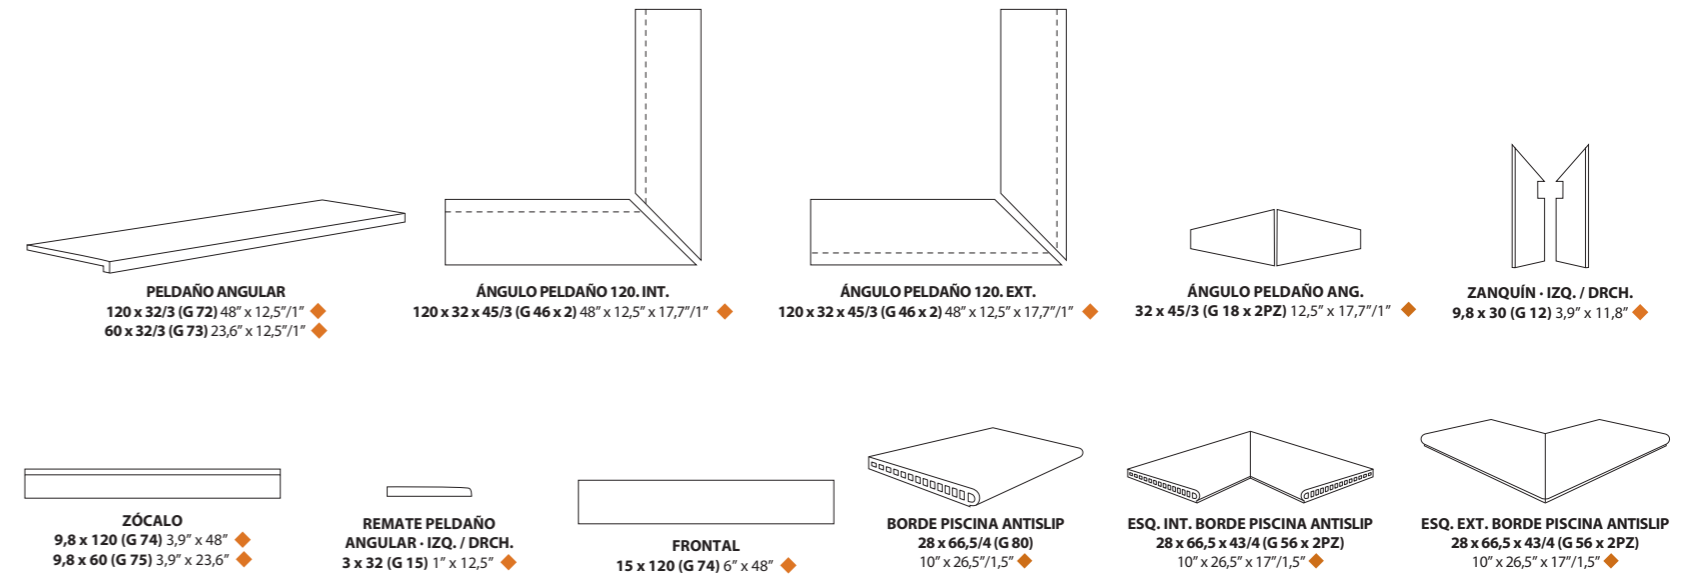 PELDAÑO ANGULAR
120 x 32/3 (G 72) 48” x 12,5”/1”
60 x 32/3 (G 73) 23,6” x 12,5”/1”
ÁNGULO PELDAÑO 120. INT.
120 x 32 x 45/3 (G 46 x 2) 48” x 12,5” x 17,7”/1”
ÁNGULO PELDAÑO 120. EXT.
120 x 32 x 45/3 (G 46 x 2) 48” x 12,5” x 17,7”/1”
ÁNGULO PELDAÑO ANG.
32 x 45/3 (G 18 x 2PZ) 12,5” x 17,7”/1”
ZANQUÍN · IZQ. / DRCH.
9,8 x 30 (G 12) 3,9” x 11,8”
ZÓCALO
9,8 x 120 (G 74) 3,9” x 48”
9,8 x 60 (G 75) 3,9” x 23,6”
REMATE PELDAÑO
ANGULAR · IZQ. / DRCH.
3 x 32 (G 15) 1” x 12,5”
FRONTAL
15 x 120 (G 74) 6” x 48”
BORDE PISCINA ANTISLIP
28 x 66,5/4 (G 80)
10” x 26,5”/1,5”
ESQ. INT. BORDE PISCINA ANTISLIP
28 x 66,5 x 43/4 (G 56 x 2PZ)
10” x 26,5” x 17”/1,5”
ESQ. EXT. BORDE PISCINA ANTISLIP
28 x 66,5 x 43/4 (G 56 x 2PZ)
10” x 26,5” x 17”/1,5”